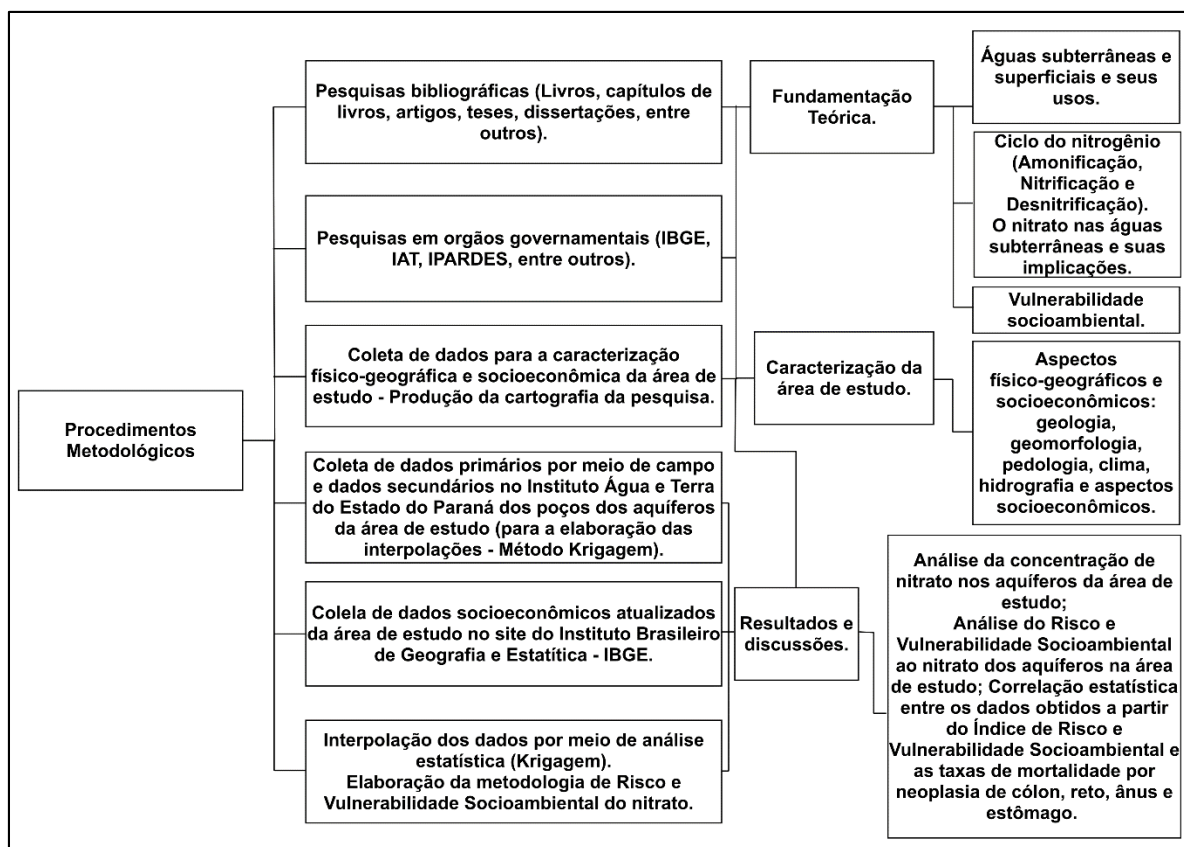 Procedimentos
Metodológicos
Pesquisas bibliográficas (Livros, capítulos de
livros, artigos, teses, dissertações, entre
outros).
Pesquisas em orgãos governamentais (IBGE,
IAT, IPARDES, entre outros).
Coleta de dados para a caracterização
físico-geográfica e socioeconômica da área de
estudo - Produção da cartografia da pesquisa.
Coleta de dados primários por meio de campo
e dados secundários no Instituto Água e Terra
do Estado do Paraná dos poços dos aquíferos
da área de estudo (para a elaboração das
interpolações - Método Krigagem).
Colela de dados socioeconômicos atualizados
da área de estudo no site do Instituto Brasileiro
de Geografia e Estatítica - IBGE.
Interpolação dos dados por meio de análise
estatística (Krigagem).
Elaboração da metodologia de Risco e
Vulnerabilidade Socioambiental do nitrato.
Fundamentação
Teórica.
Caracterização da
área de estudo.
Resultados e
discussões.
Águas subterrâneas e
superficiais e seus
usos.
Ciclo do nitrogênio
(Amonificação,
Nitrificação e
Desnitrificação).
O nitrato nas águas
subterrâneas e suas
implicações.
Vulnerabilidade
socioambiental.
Aspectos
físico-geográficos e
socioeconômicos:
geologia,
geomorfologia,
pedologia, clima,
hidrografia e aspectos
socioeconômicos.
Análise da concentração de
nitrato nos aquíferos da área de
estudo;
Análise do Risco e
Vulnerabilidade Socioambiental
ao nitrato dos aquíferos na área
de estudo; Correlação estatística
entre os dados obtidos a partir
do Índice de Risco e
Vulnerabilidade Socioambiental e
as taxas de mortalidade por
neoplasia de cólon, reto, ânus e
estômago.